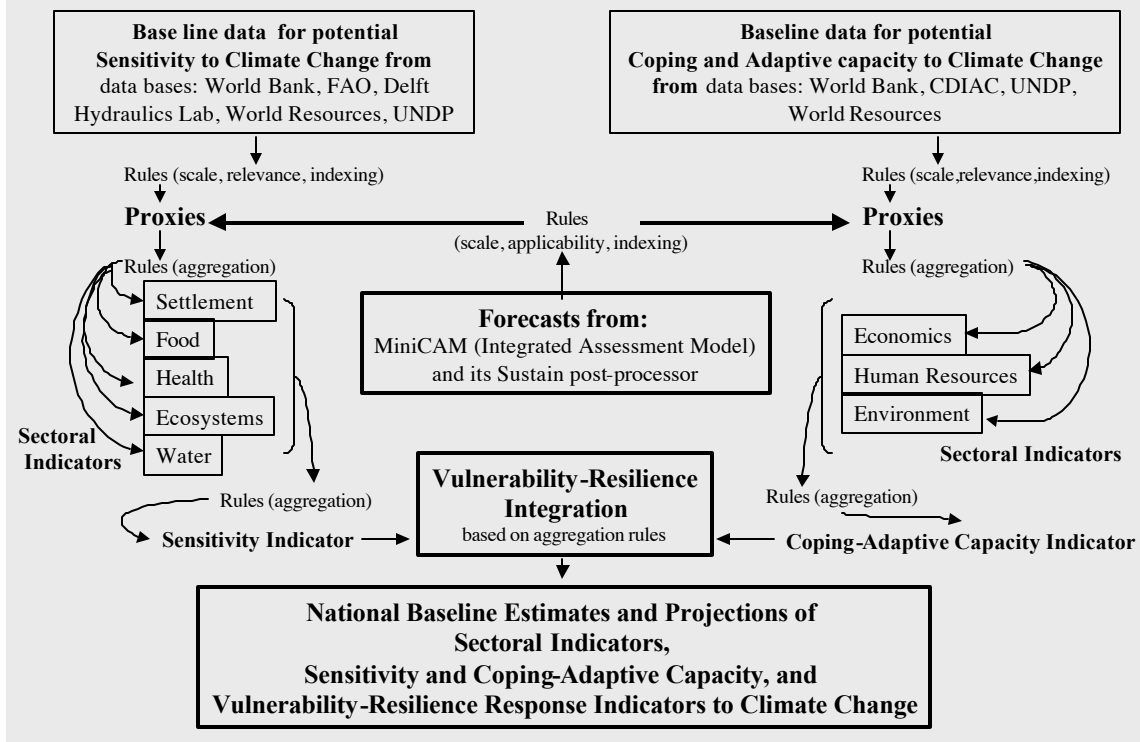 Base line data for potential
Sensitivity to Climate Change from
data bases: World Bank, FAO, Delft
Hydraulics Lab, World Resources, UNDP
Baseline data for potential
Coping and Adaptive capacity to Climate Change
from data bases: World Bank, CDIAC, UNDP,
World Resources
Rules (scale, relevance, indexing)
Rules (scale,relevance,indexing)
Proxies
Rules
(scale, applicability, indexing)
Proxies
Rules (aggregation)
Rules (aggregation)
Settlement
Food
Health
Ecosystems
Water
Sectoral
Indicators
Forecasts from:
MiniCAM (Integrated Assessment Model)
and its Sustain post-processor
Economics
Human Resources
Environment
Sectoral Indicators
Rules (aggregation)
Sensitivity Indicator
Vulnerability-Resilience
Integration
based on aggregation rules
Rules (aggregation)
Coping-Adaptive Capacity Indicator
National Baseline Estimates and Projections of
Sectoral Indicators,
Sensitivity and Coping-Adaptive Capacity, and
Vulnerability-Resilience Response Indicators to Climate Change